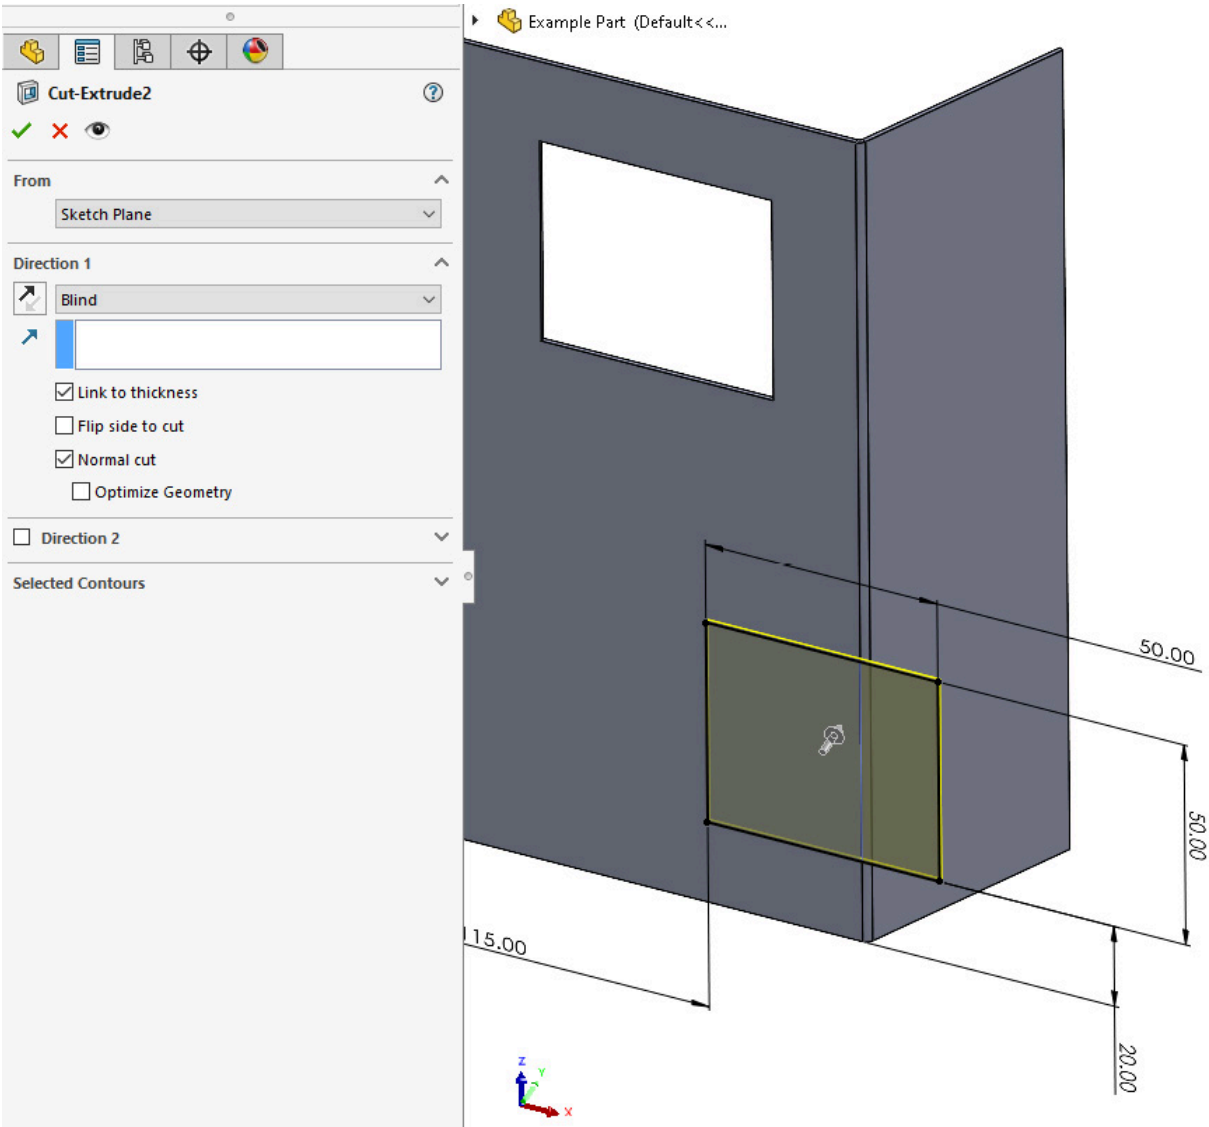 Example Part (Default<<...
Cut-Extrude2
From
Sketch Plane
Direction 1
Blind
Link to thickness
Flip side to cut
Normal cut
Optimize Geometry
Direction 2
Selected Contours
50.00
50.00
115.00
20.00
Z
Y
X